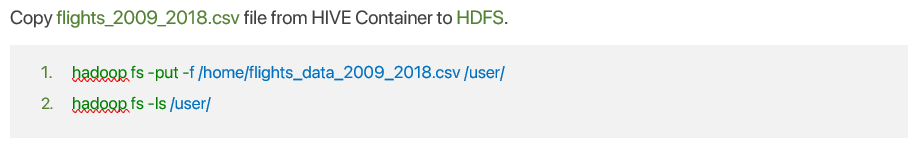 Copy flights_2009_2018.csv file from HIVE Container to HDFS.
1. hadoop fs -put -f /home/flights_data_2009_2018.csv /user/
2. hadoop fs -ls /user/